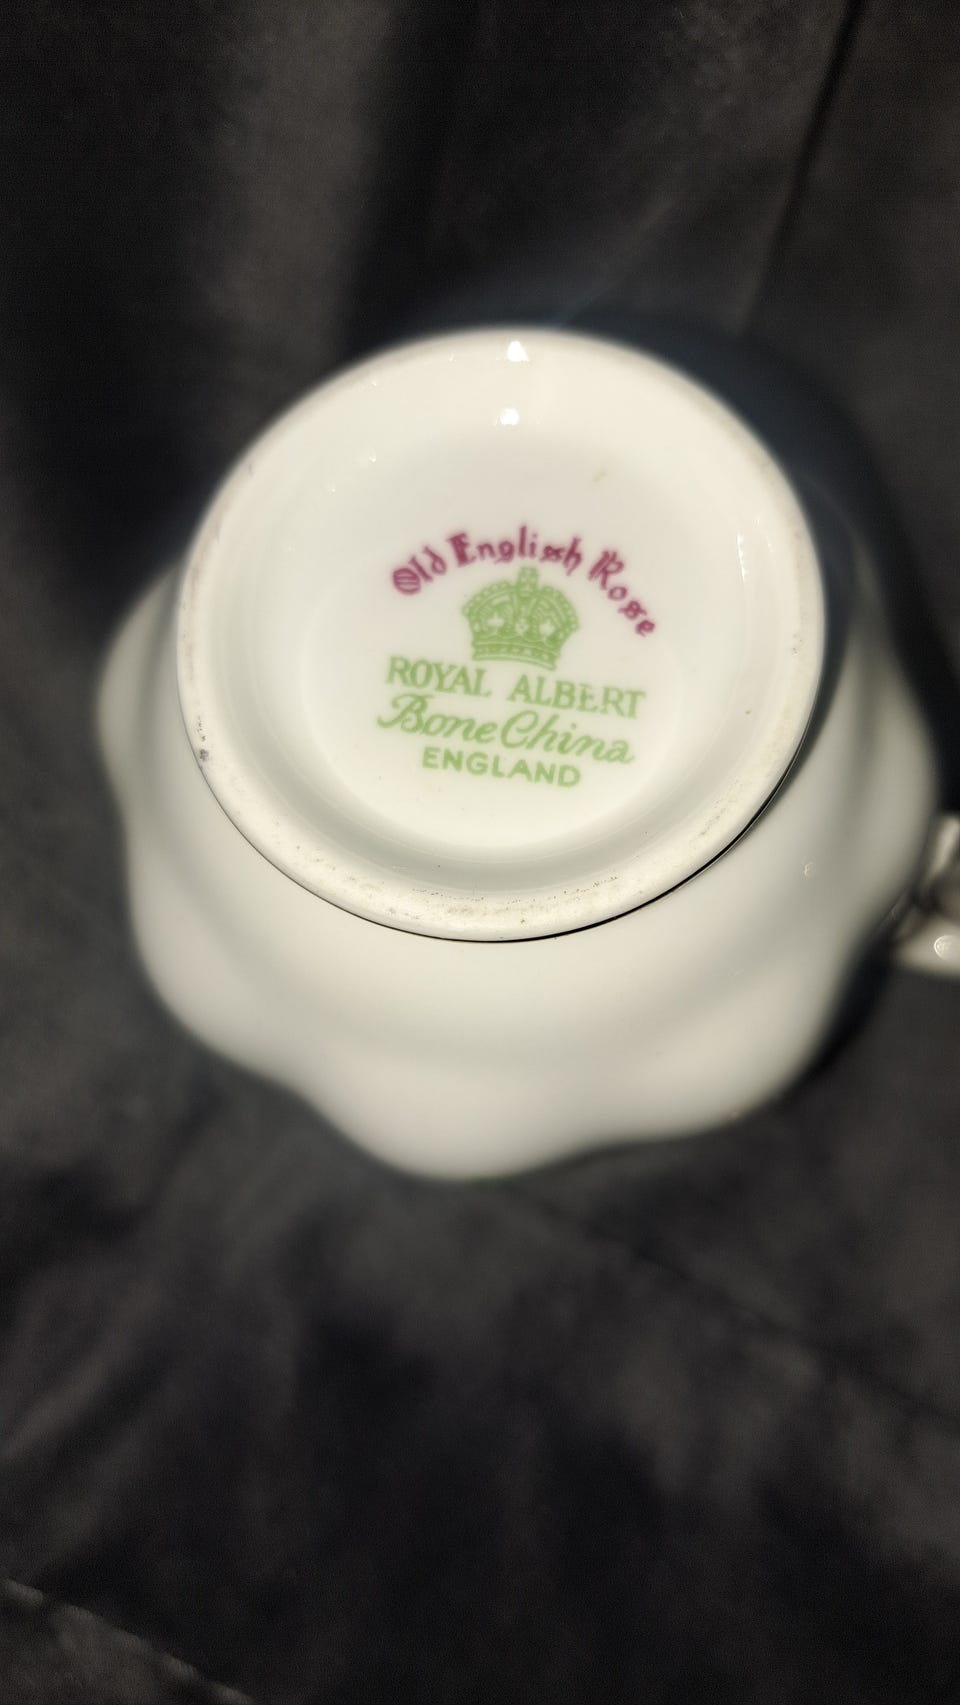 Old English Rose
ROYAL ALBERT
Bone China
ENGLAND